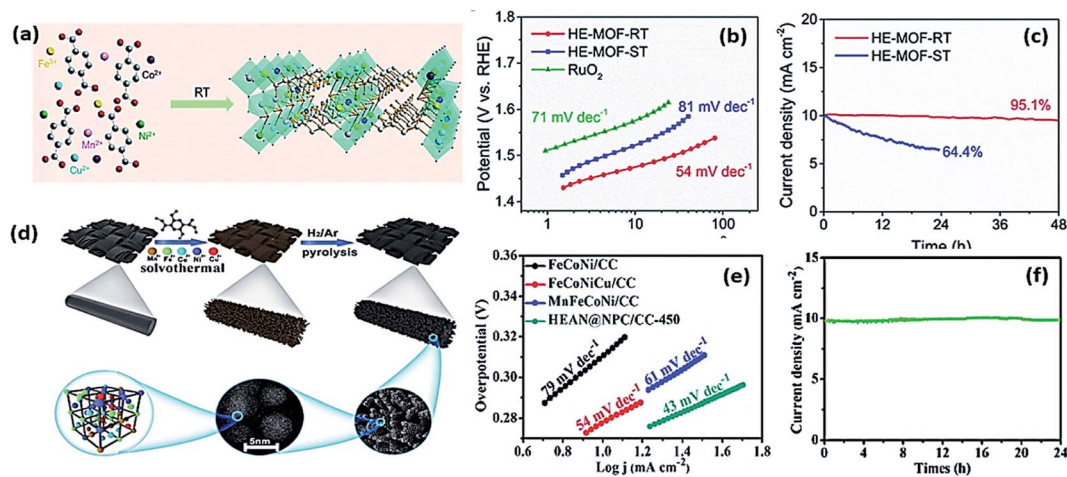 (a)
Fe³⁺
Co²⁺
Ni²⁺
Mn²⁺
Cu²⁺
RT
(b)
HE-MOF-RT
HE-MOF-ST
RuO₂
71 mV dec⁻¹
81 mV dec⁻¹
54 mV dec⁻¹
Potential (V vs. RHE)
1.8
1.7
1.6
1.5
1.4
1
10
100
(c)
HE-MOF-RT
HE-MOF-ST
95.1%
64.4%
Current density (mA cm⁻²)
25
20
15
10
5
0
0
12
24
36
48
Time (h)
(d)
solvothermal
H₂/Ar
pyrolysis
5nm
(e)
FeCoNi/CC
FeCoNiCu/CC
MnFeCoNi/CC
HEAN@NPC/CC-450
79 mV dec⁻¹
54 mV dec⁻¹
61 mV dec⁻¹
43 mV dec⁻¹
Overpotential (V)
0.36
0.34
0.32
0.30
0.28
0.6
0.8
1.0
1.2
1.4
1.6
1.8
Log j (mA cm⁻²)
(f)
Current density (mA cm⁻²)
20
15
10
5
0
0
4
8
12
16
20
24
Times (h)